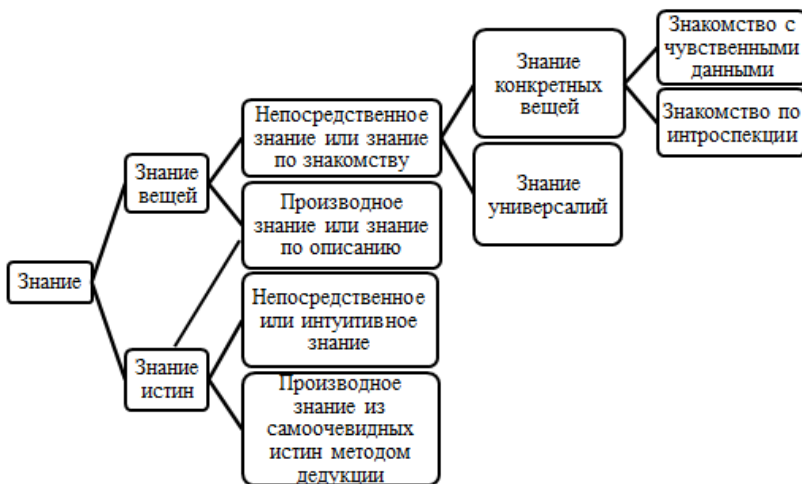 Знание
Знание
вещей
Знание
истин
Непосредственное
знание или знание
по знакомству
Производное
знание или знание
по описанию
Непосредственное
или интуитивное
знание
Производное
знание из
самоочевидных
истин методом
дедукции
Знание
конкретных
вещей
Знание
универсалий
Знакомство с
чувственными
данными
Знакомство по
интроспекции